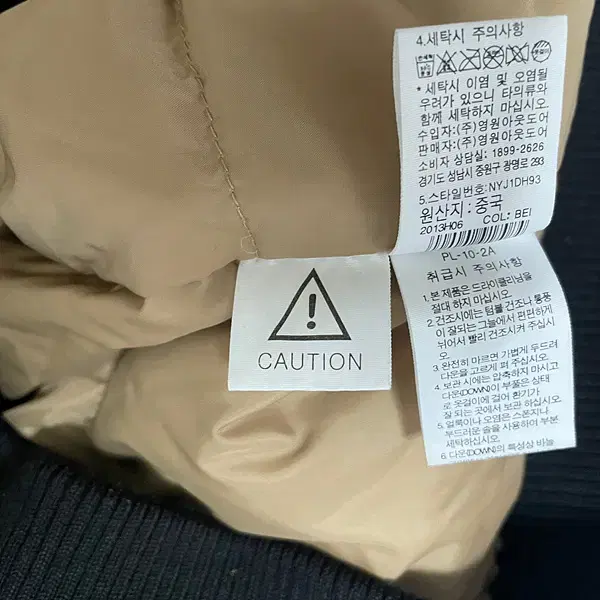 4.세탁시 주의사항
* 세탁시 이염 및 오염될
우려가 있으니 타의류와
함께 세탁하지 마십시오
수입자:(주)영원아웃도어
판매자:(주)영원아웃도어
소비자 상담실: 1899-2626
경기도 성남시 중원구 광명로 293
5.스타일번호:NYJ1DH93
원산지:중국
2013H06 COL: BEI
PL-10-2A
취급시 주의사항
1. 본 제품은 드라이클리닝을
절대 하지 마십시오.
2. 건조시에는 텀블 건조나 통풍
이 잘되는 그늘에서 편편하게
뉘어서 빨리 건조시켜 주십시
오.
3. 완전히 마르면 가볍게 두드려
다운을 고르게 펴 주십시오.
4. 보관 시에는 압축하지 마시고
다운(DOWN)이 부풀은 상태
로 옷걸이에 걸어 환기가
잘 되는 곳에서 보관 하십시오.
5. 얼룩이나 오염은 스폰지나
부드러운 솔을 사용하여 부분
세탁하십시오.
6. 다운(DOWN)의 특성상 바늘
CAUTION